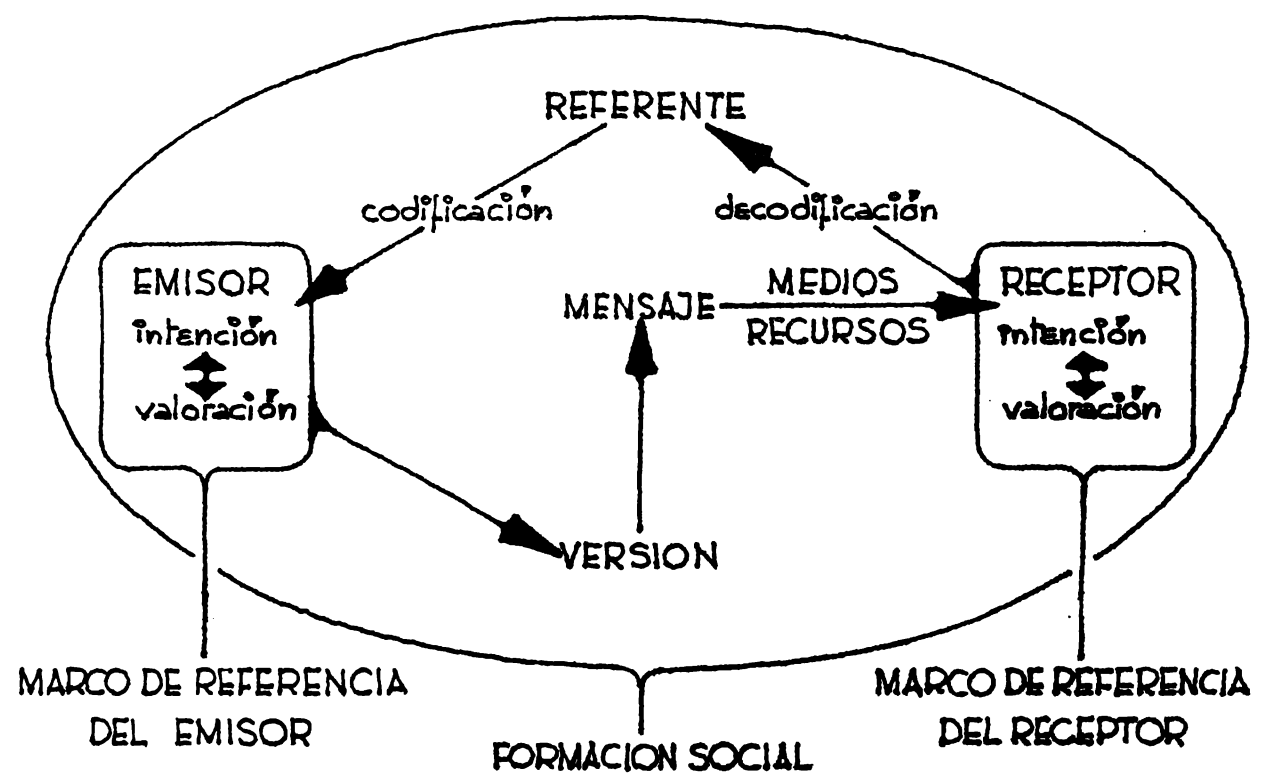 REFERENTE
codificación
decodificación
EMISOR
intención
valoración
MENSAJE
MEDIOS
RECURSOS
RECEPTOR
intención
valoración
VERSION
MARCO DE REFERENCIA
DEL EMISOR
FORMACION SOCIAL
MARCO DE REFERENCIA
DEL RECEPTOR